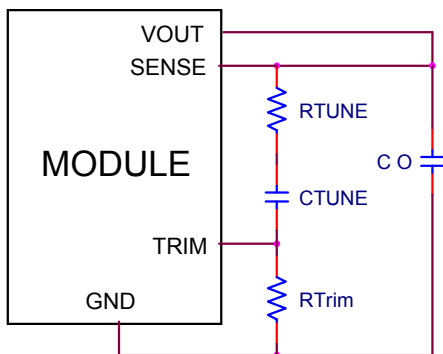 VOUT
SENSE
RTUNE
MODULE
C O
CTUNE
TRIM
GND
RTrim